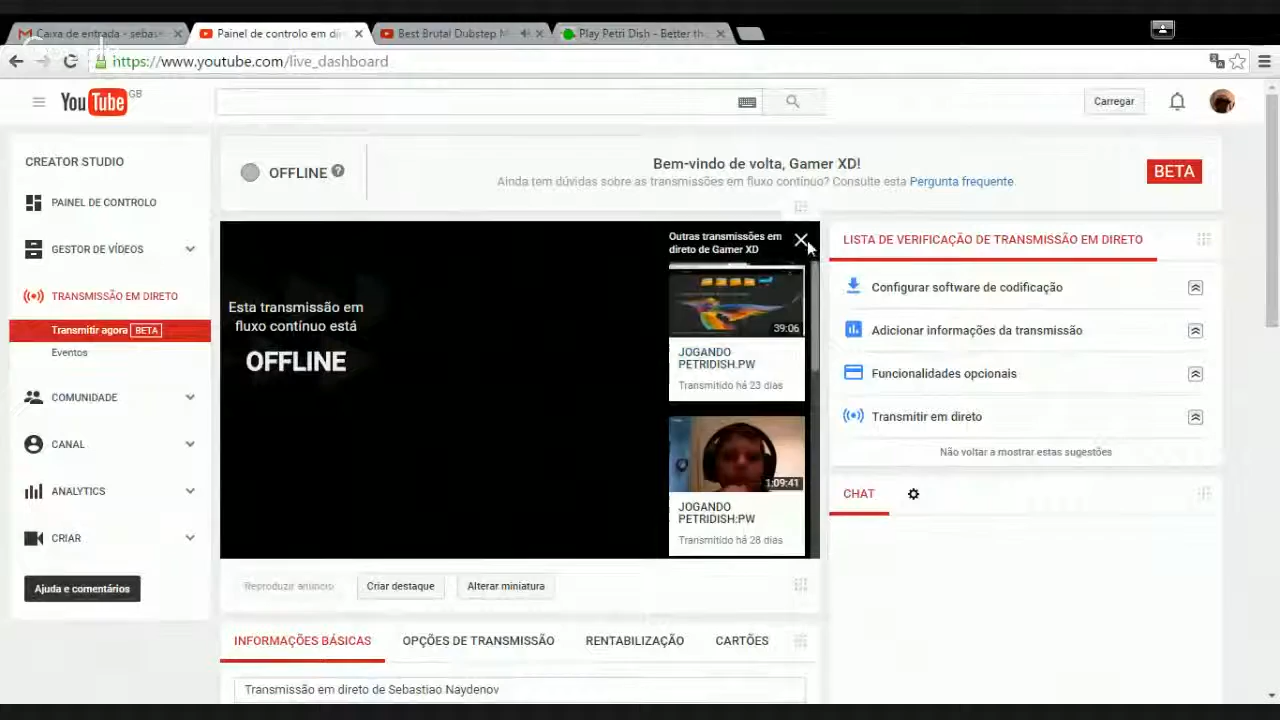 Caixa de entrada - sebas
Painel de controlo em dir
Best Brutal Dubstep M
Play Petri Dish - Better th
https://www.youtube.com/live_dashboard
YouTube GB
Carregar
CREATOR STUDIO
PAINEL DE CONTROLO
GESTOR DE VÍDEOS
TRANSMISSÃO EM DIRETO
Transmitir agora BETA
Eventos
COMUNIDADE
CANAL
ANALYTICS
CRIAR
Ajuda e comentários
OFFLINE ?
Bem-vindo de volta, Gamer XD!
Ainda tem dúvidas sobre as transmissões em fluxo contínuo? Consulte esta Pergunta frequente.
BETA
Esta transmissão em
fluxo contínuo está
OFFLINE
Outras transmissões em
direto de Gamer XD
39:06
JOGANDO
PETRIDISH.PW
Transmitido há 23 dias
1:09:41
JOGANDO
PETRIDISH:PW
Transmitido há 28 dias
Reproduzir anúncio
Criar destaque
Alterar miniatura
INFORMAÇÕES BÁSICAS
OPÇÕES DE TRANSMISSÃO
RENTABILIZAÇÃO
CARTÕES
Transmissão em direto de Sebastiao Naydenov
LISTA DE VERIFICAÇÃO DE TRANSMISSÃO EM DIRETO
Configurar software de codificação
Adicionar informações da transmissão
Funcionalidades opcionais
Transmitir em direto
Não voltar a mostrar estas sugestões
CHAT